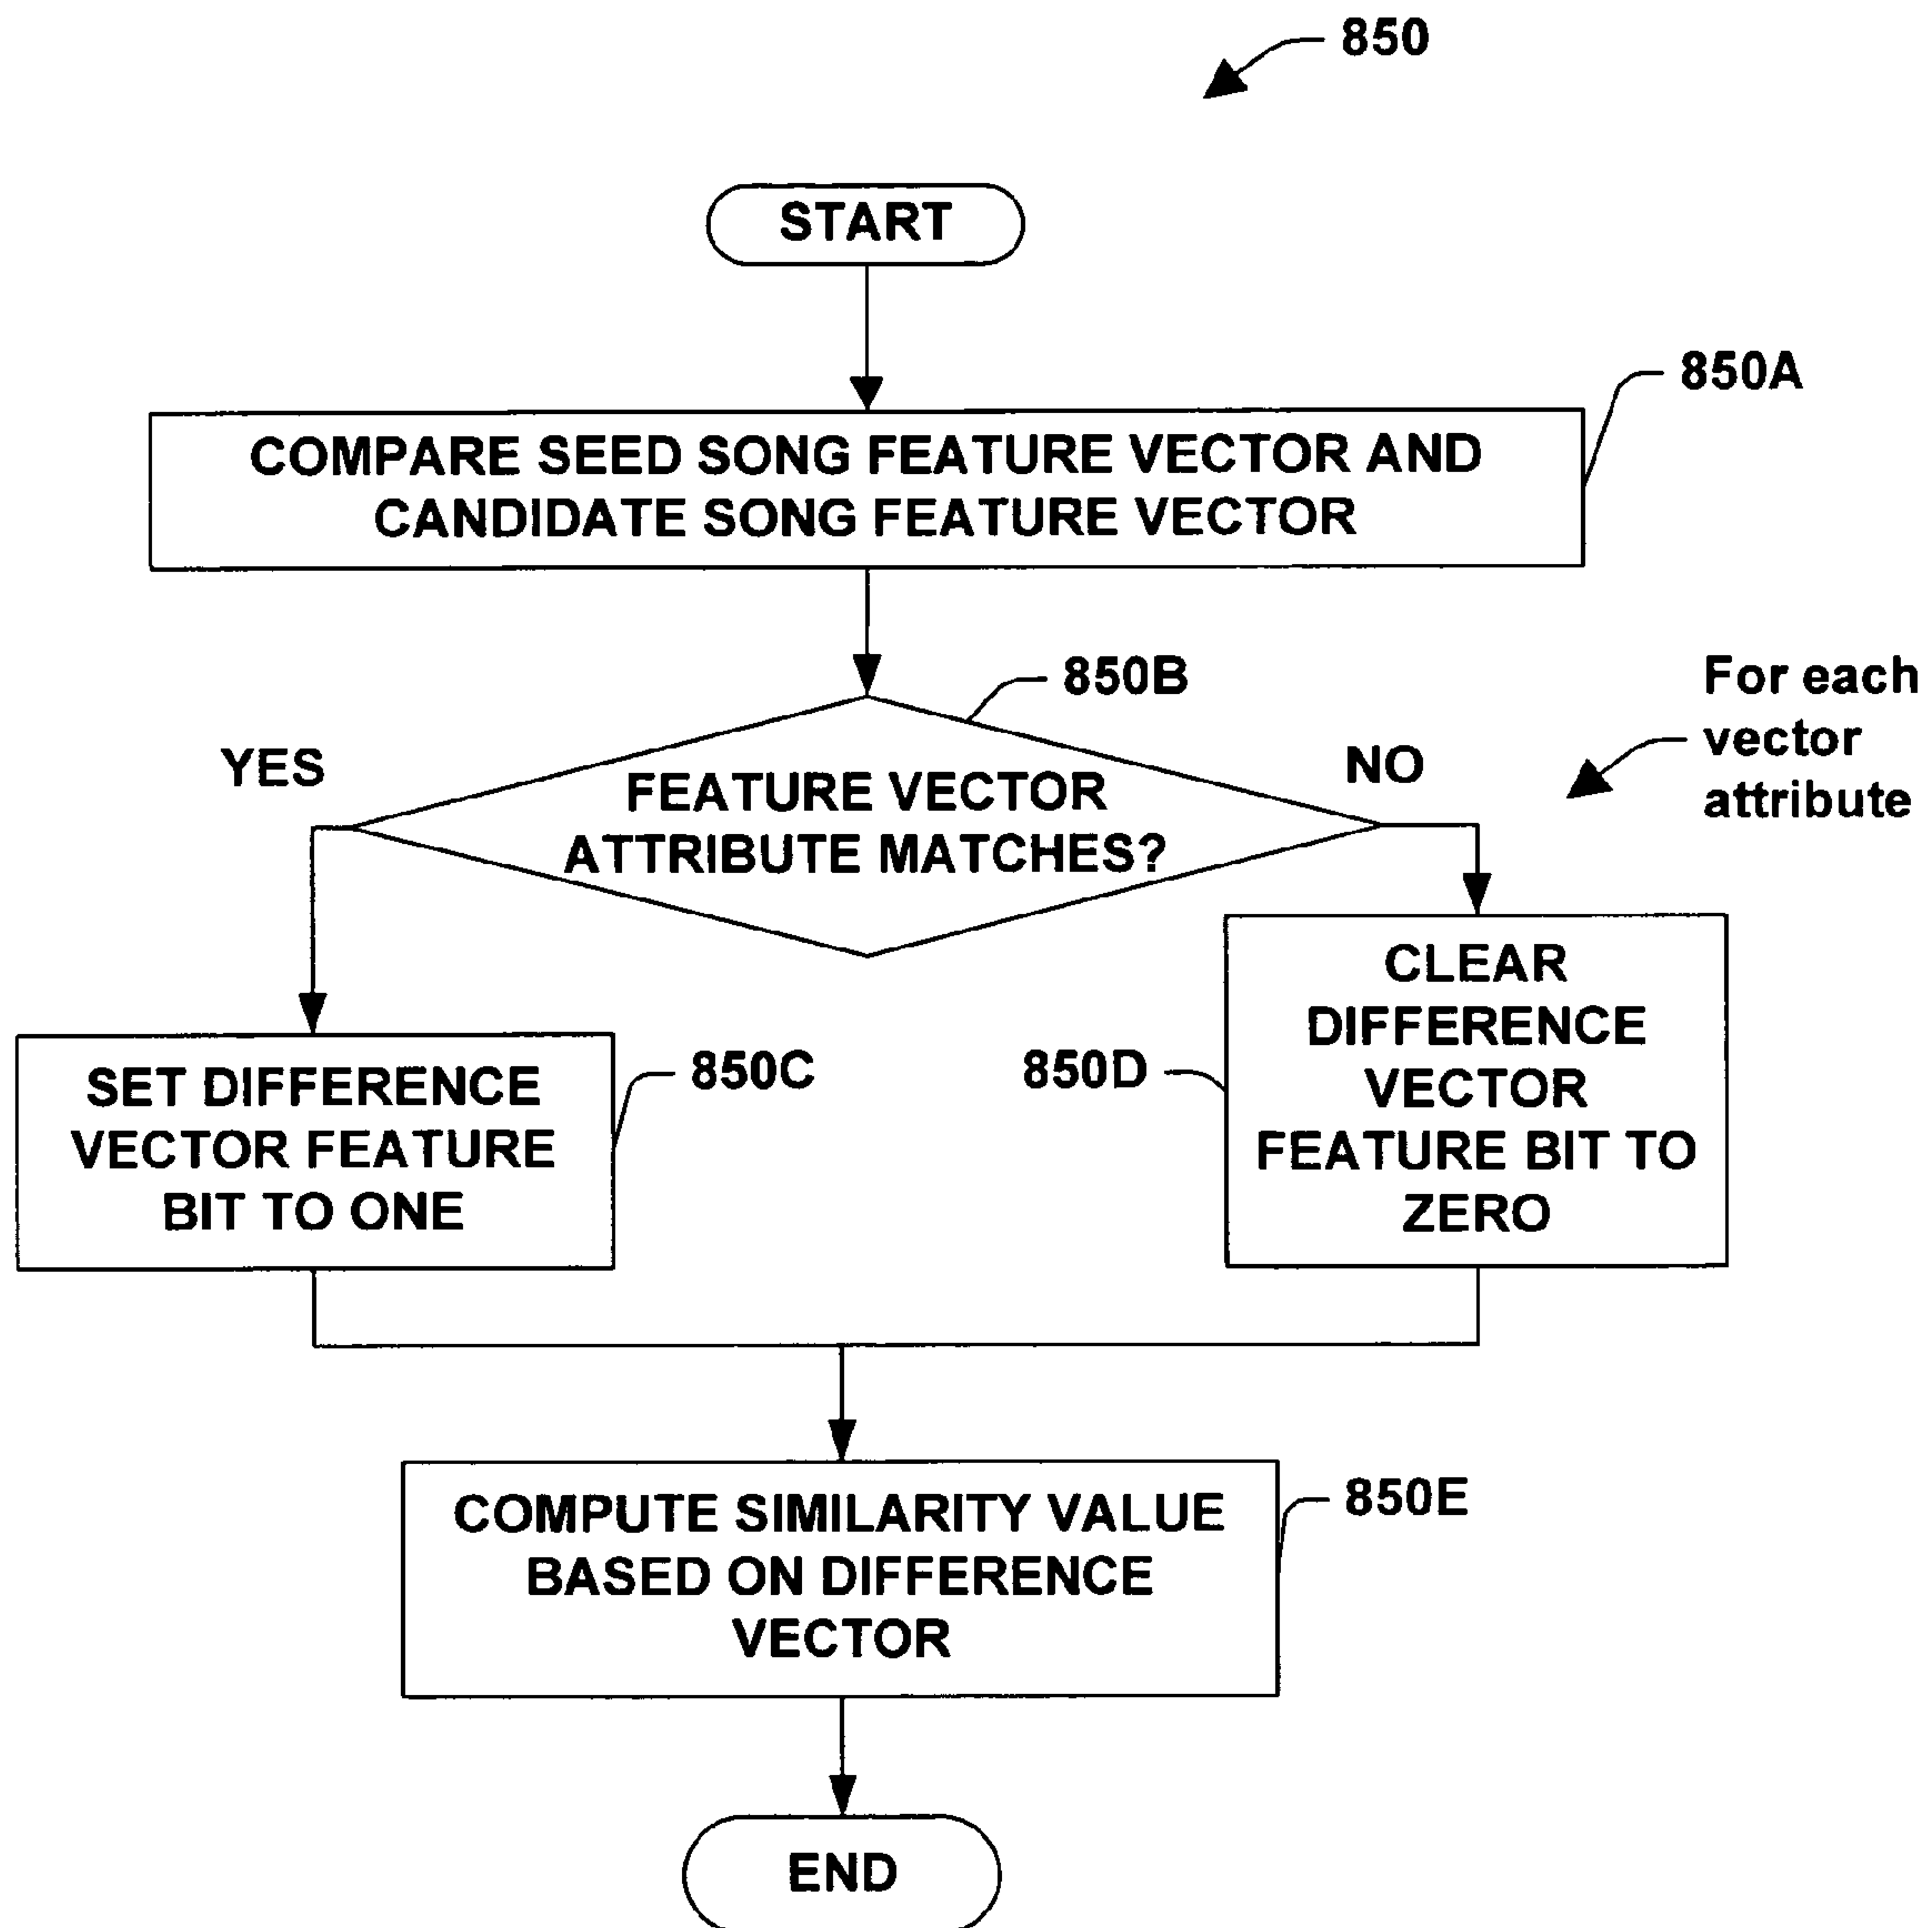 850
START
850A
COMPARE SEED SONG FEATURE VECTOR AND
CANDIDATE SONG FEATURE VECTOR
850B
For each
vector
attribute
YES
NO
FEATURE VECTOR
ATTRIBUTE MATCHES?
SET DIFFERENCE
VECTOR FEATURE
BIT TO ONE
850C
850D
CLEAR
DIFFERENCE
VECTOR
FEATURE BIT TO
ZERO
COMPUTE SIMILARITY VALUE
BASED ON DIFFERENCE
VECTOR
850E
END